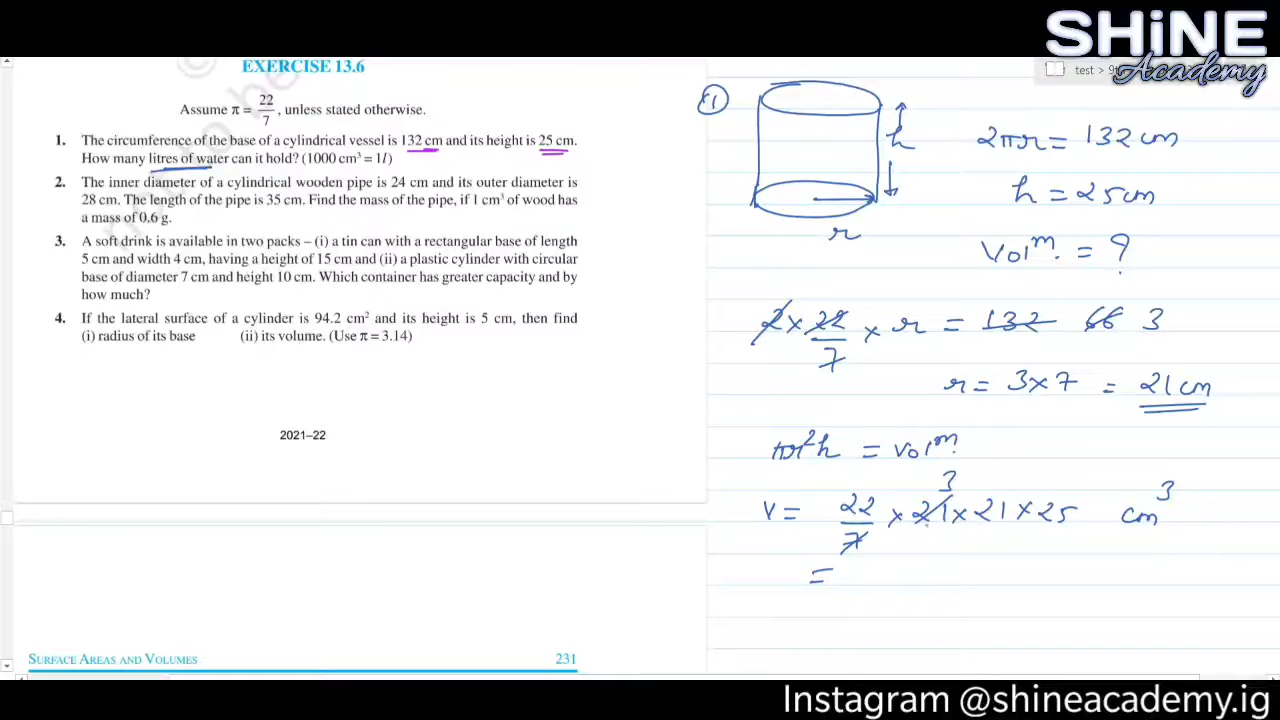 SHiNE
Academy
test > 9t
EXERCISE 13.6
Assume π = 22/7, unless stated otherwise.
1. The circumference of the base of a cylindrical vessel is 132 cm and its height is 25 cm.
How many litres of water can it hold? (1000 cm³ = 1l)
2. The inner diameter of a cylindrical wooden pipe is 24 cm and its outer diameter is
28 cm. The length of the pipe is 35 cm. Find the mass of the pipe, if 1 cm³ of wood has
a mass of 0.6 g.
3. A soft drink is available in two packs – (i) a tin can with a rectangular base of length
5 cm and width 4 cm, having a height of 15 cm and (ii) a plastic cylinder with circular
base of diameter 7 cm and height 10 cm. Which container has greater capacity and by
how much?
4. If the lateral surface of a cylinder is 94.2 cm² and its height is 5 cm, then find
(i) radius of its base (ii) its volume. (Use π = 3.14)
2021–22
SURFACE AREAS AND VOLUMES 231
1
h
r
2πr = 132 cm
h = 25 cm
Volm. = ?
2 × 22/7 × r = 132 66 3
r = 3 × 7 = 21 cm
πr²h = Volm.
3
V = 22/7 × 21 × 21 × 25 cm³
=
Instagram @shineacademy.ig